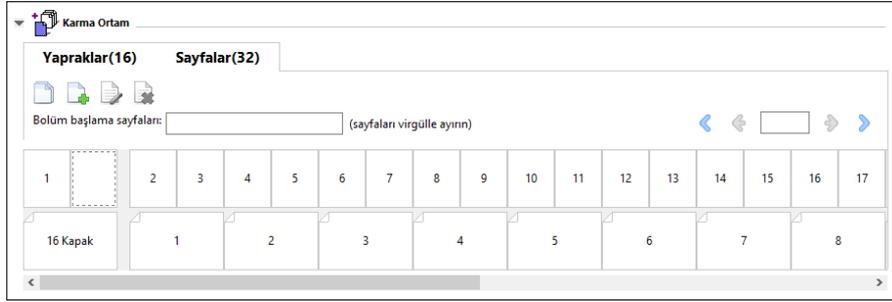 Karma Ortam
Yapraklar(16) Sayfalar(32)
Bolüm başlama sayfaları: (sayfaları virgülle ayırın)
1 2 3 4 5 6 7 8 9 10 11 12 13 14 15 16 17
16 Kapak 1 2 3 4 5 6 7 8